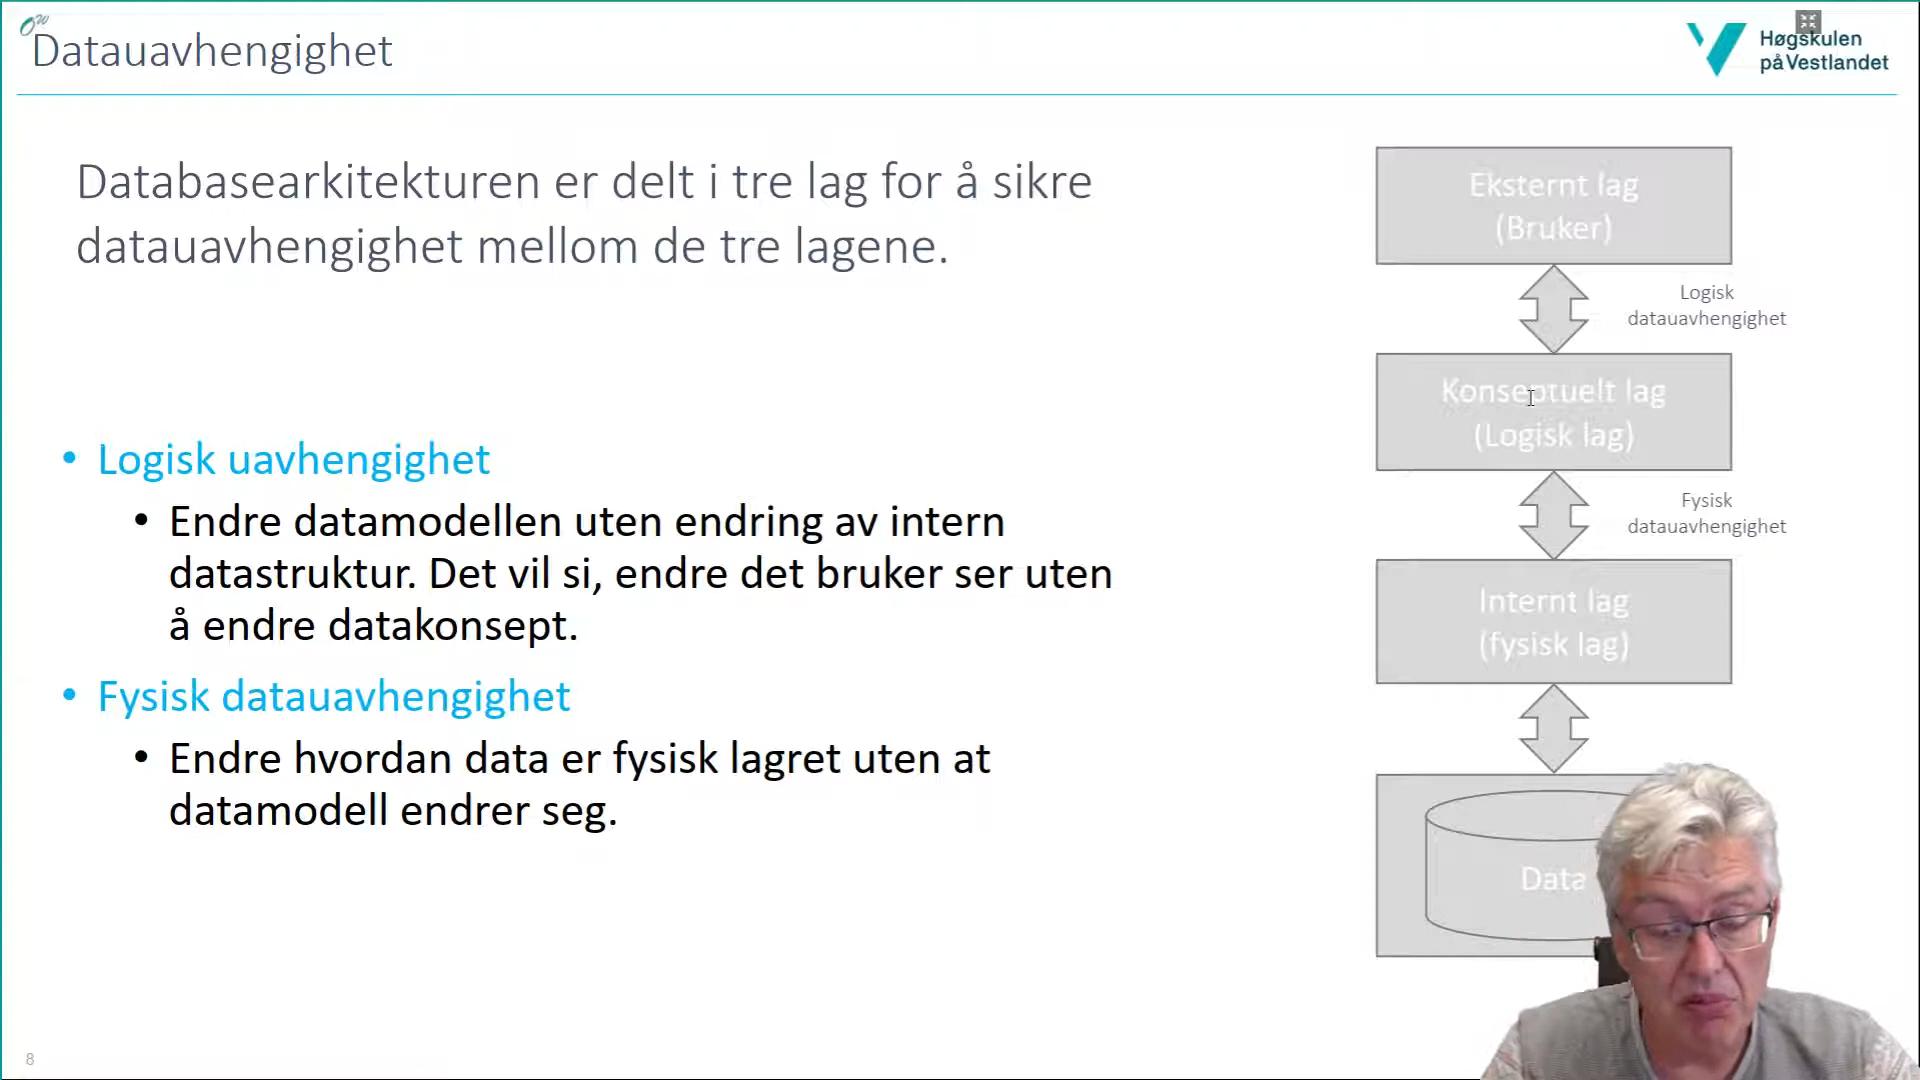 Datauavhengighet
Høgskulen
på Vestlandet
Databasearkitekturen er delt i tre lag for å sikre
datauavhengighet mellom de tre lagene.
• Logisk uavhengighet
• Endre datamodellen uten endring av intern
datastruktur. Det vil si, endre det bruker ser uten
å endre datakonsept.
• Fysisk datauavhengighet
• Endre hvordan data er fysisk lagret uten at
datamodell endrer seg.
Eksternt lag
(Bruker)
Logisk
datauavhengighet
Konseptuelt lag
(Logisk lag)
Fysisk
datauavhengighet
Internt lag
(fysisk lag)
Data
8